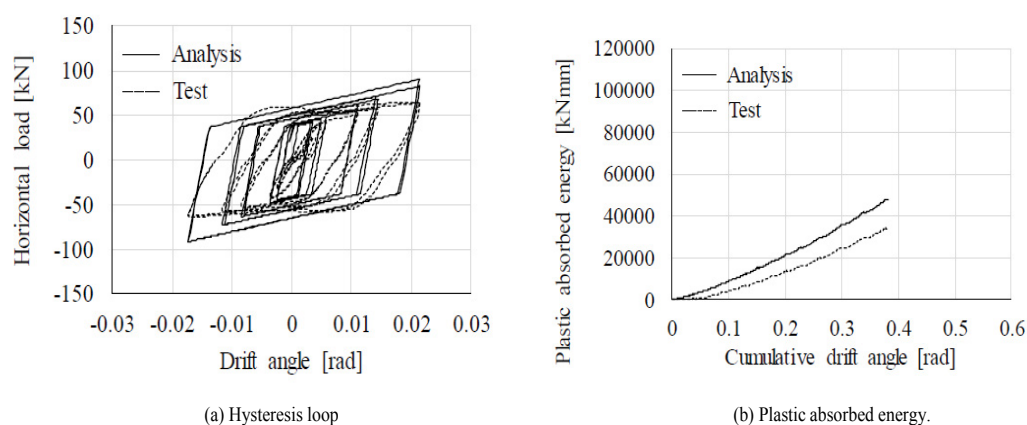 150
100
50
0
-50
-100
-150
Horizontal load [kN]
Analysis
Test
-0.03 -0.02 -0.01 0 0.01 0.02 0.03
Drift angle [rad]
(a) Hysteresis loop
120000
100000
80000
60000
40000
20000
0
Plastic absorbed energy [kNmm]
Analysis
Test
0 0.1 0.2 0.3 0.4 0.5 0.6
Cumulative drift angle [rad]
(b) Plastic absorbed energy.